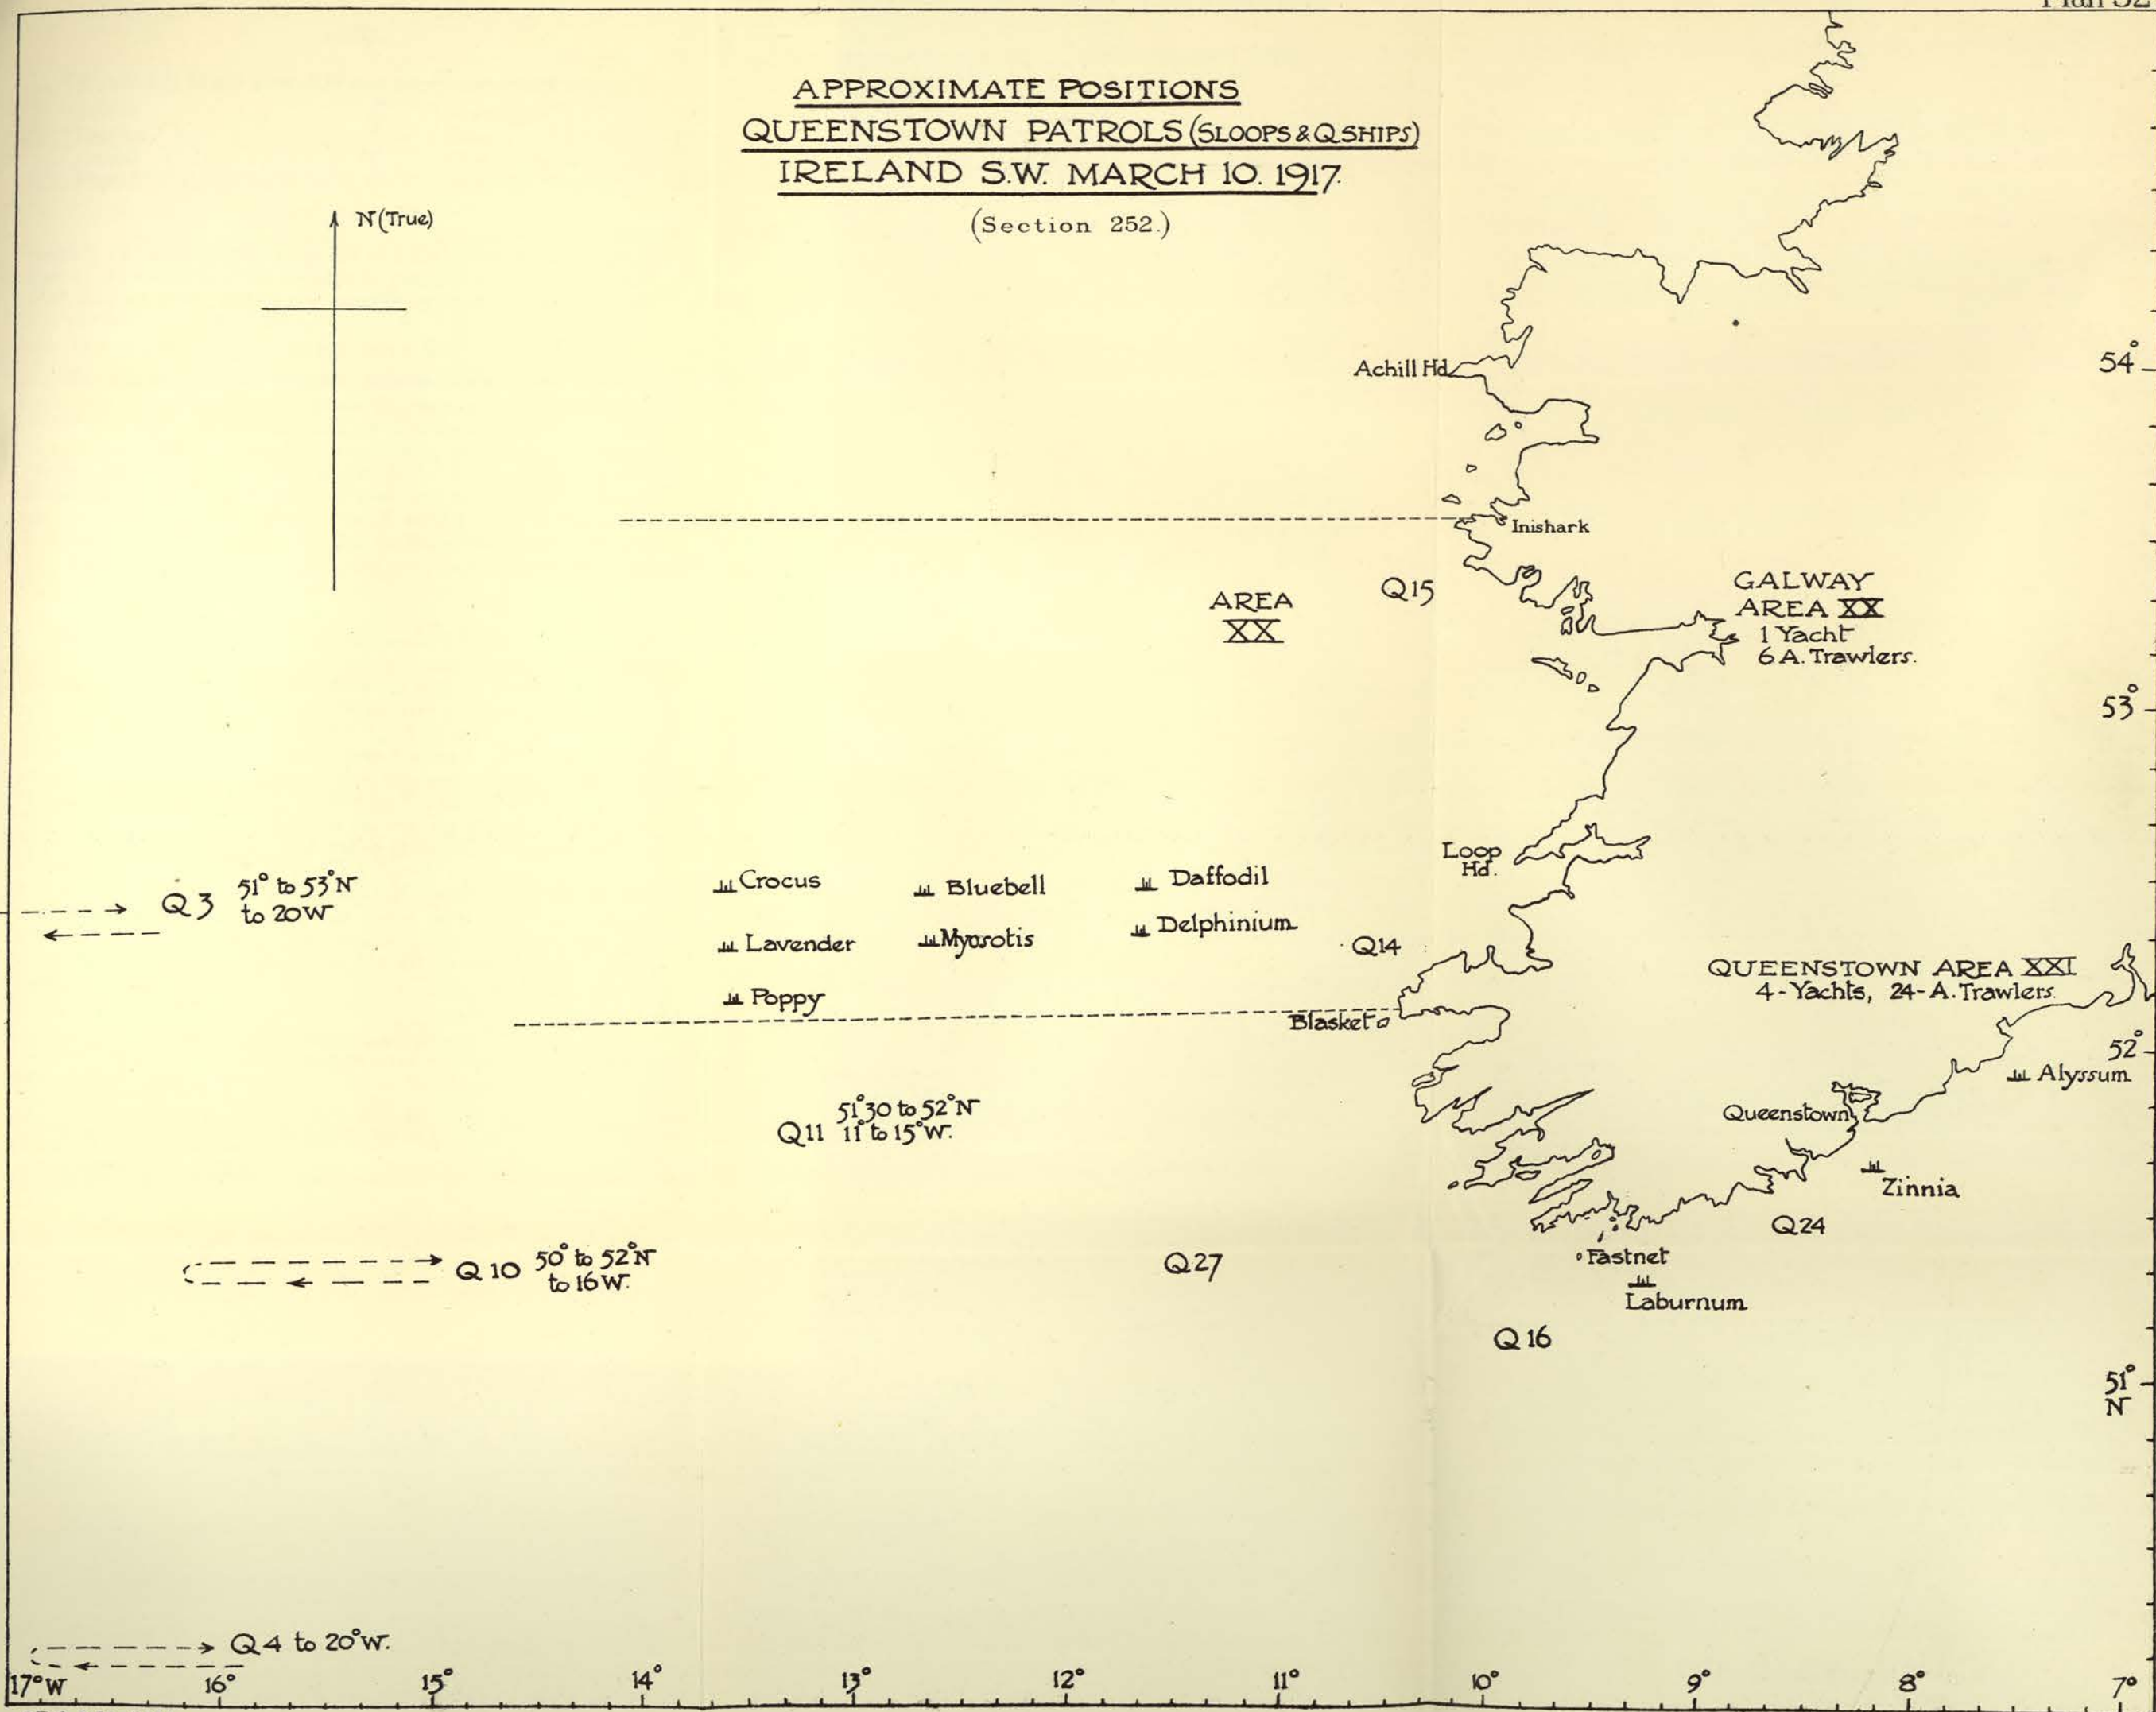 Plan 32
APPROXIMATE POSITIONS
QUEENSTOWN PATROLS (SLOOPS & Q SHIPS)
IRELAND S.W. MARCH 10. 1917.
(Section 252.)
N (True)
Achill Hd.
54°
Inishark
AREA
XX
Q15
GALWAY
AREA XX
1 Yacht
6 A. Trawlers.
53°
Loop
Hd.
Q3
51° to 53°N
to 20W
Crocus
Bluebell
Daffodil
Lavender
Myosotis
Delphinium
Poppy
Q14
QUEENSTOWN AREA XXI
4-Yachts, 24-A. Trawlers.
Blasket
52°
Alyssum
Q11
51°30 to 52°N
11° to 15°W.
Queenstown
Zinnia
Q24
Q10
50° to 52°N
to 16W.
Q27
Fastnet
Laburnum
Q16
51°
N
Q4 to 20°W.
17°W 16° 15° 14° 13° 12° 11° 10° 9° 8° 7°